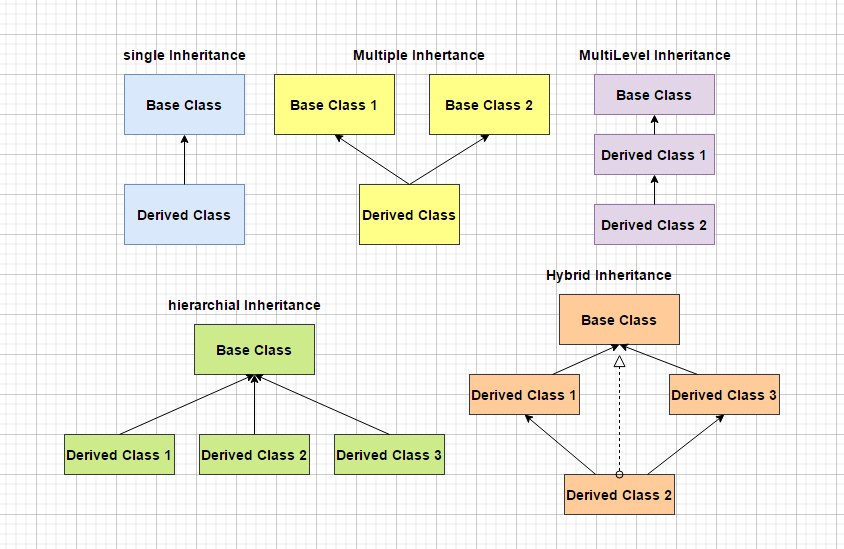 single Inheritance
Multiple Inhertance
MultiLevel Inheritance
Base Class
Base Class 1
Base Class 2
Base Class
Derived Class 1
Derived Class
Derived Class
Derived Class 2
hierarchial Inheritance
Hybrid Inheritance
Base Class
Base Class
Derived Class 1
Derived Class 3
Derived Class 1
Derived Class 2
Derived Class 3
Derived Class 2